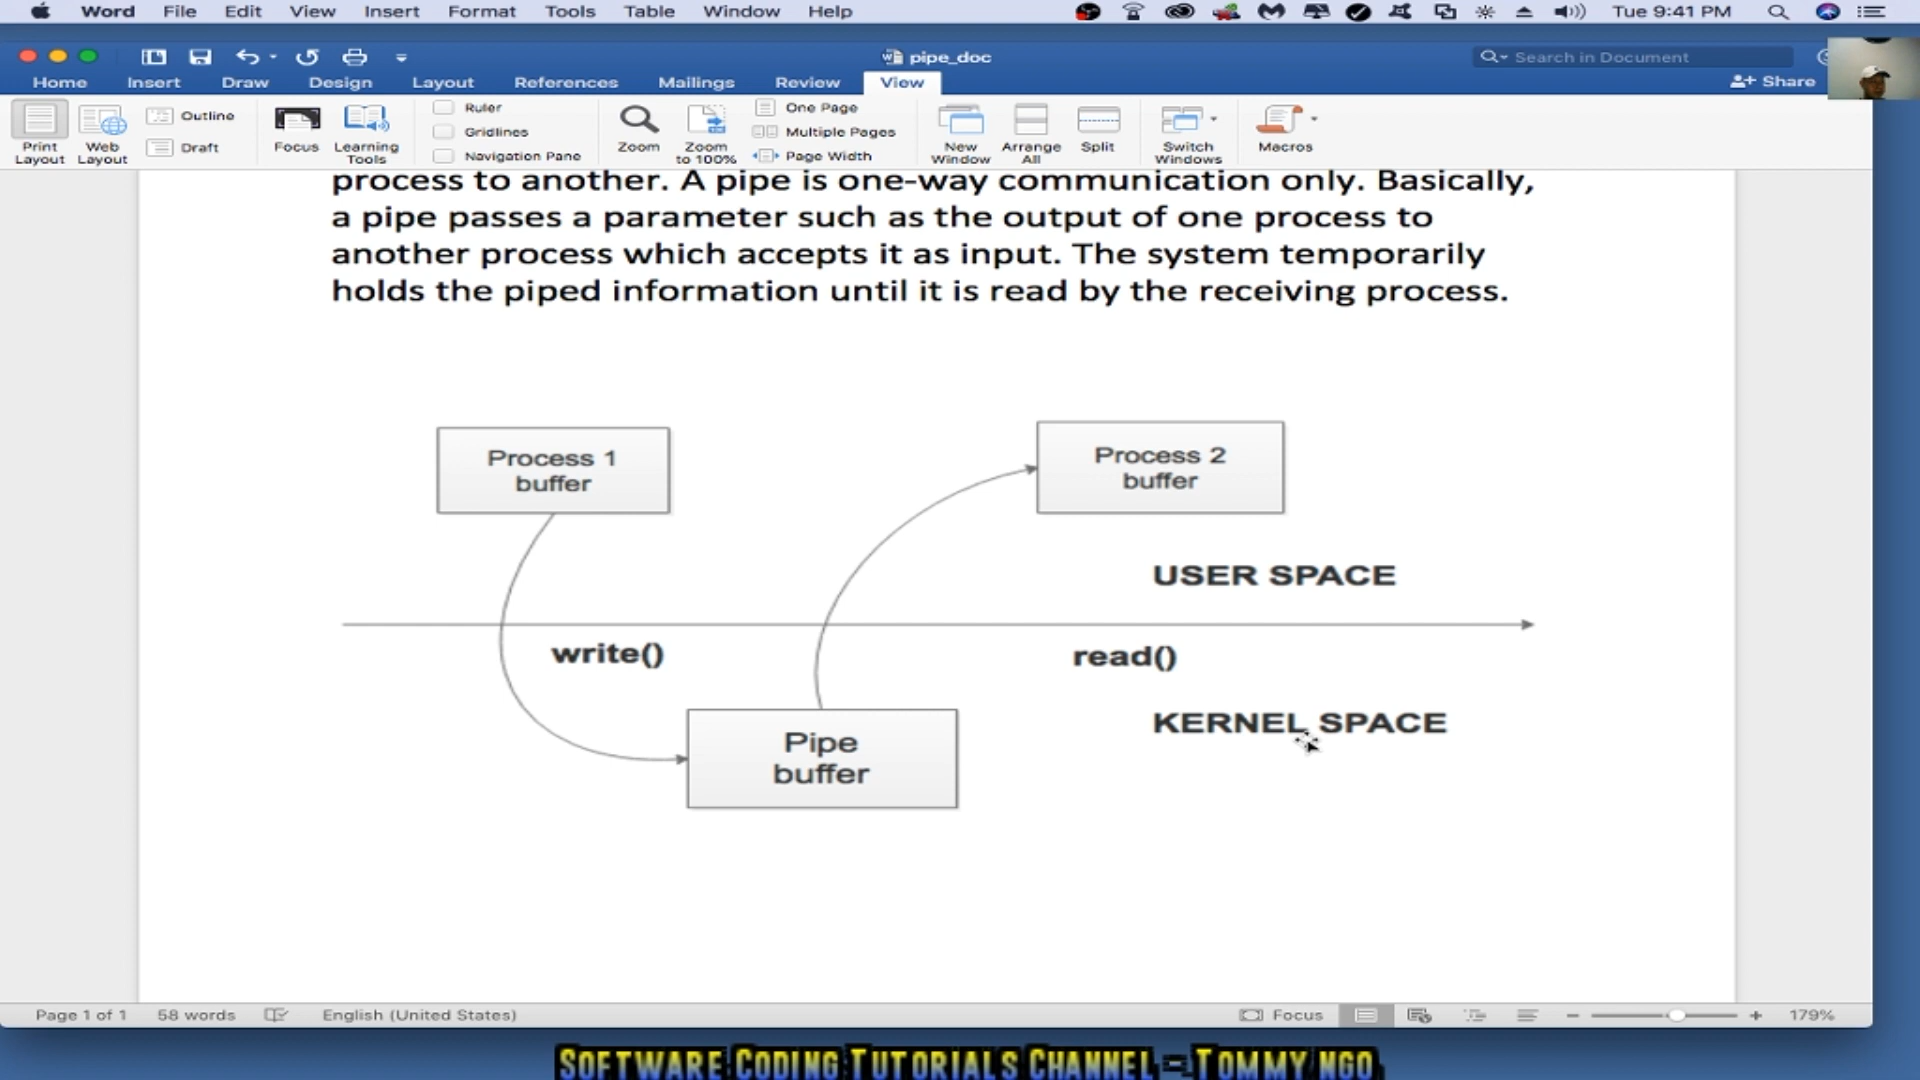 Word File Edit View Insert Format Tools Table Window Help Tue 9:41 PM
pipe_doc
Search in Document
Home Insert Draw Design Layout References Mailings Review View Share
Print Layout
Web Layout
Outline
Draft
Focus
Learning Tools
Ruler
Gridlines
Navigation Pane
Zoom
Zoom to 100%
One Page
Multiple Pages
Page Width
New Window
Arrange All
Split
Switch Windows
Macros
process to another. A pipe is one-way communication only. Basically,
a pipe passes a parameter such as the output of one process to
another process which accepts it as input. The system temporarily
holds the piped information until it is read by the receiving process.
Process 1
buffer
Process 2
buffer
USER SPACE
write()
read()
KERNEL SPACE
Pipe
buffer
Page 1 of 1 58 words English (United States) Focus 179%
SOFTWARE CODING TUTORIALS CHANNEL - TOMMY NGO